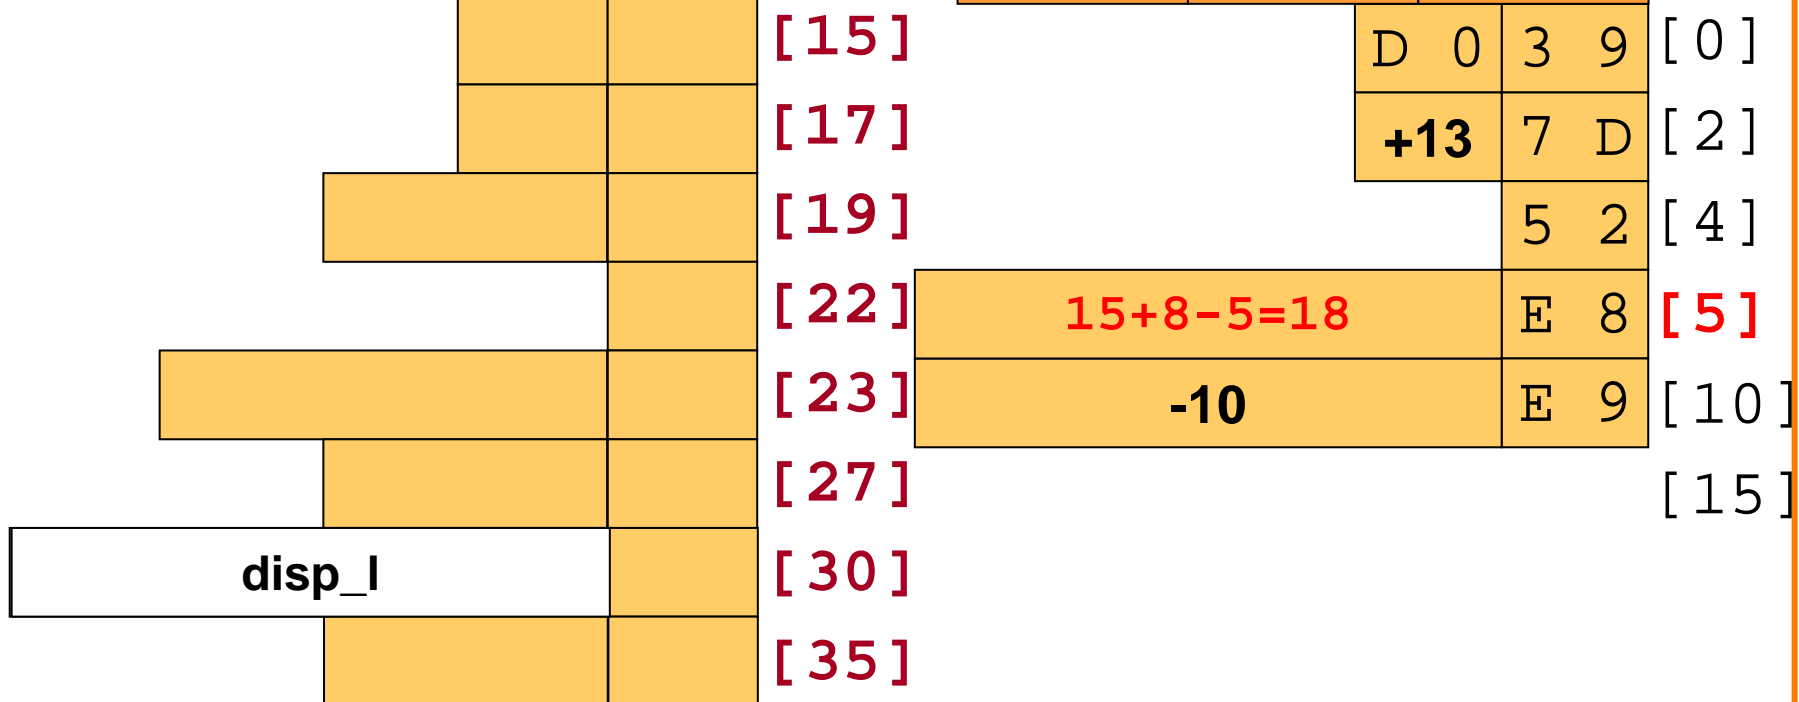 [15]
[17]
[19]
[22]
[23]
[27]
disp_l [30]
[35]
D 0 3 9 [0]
+13 7 D [2]
5 2 [4]
15+8-5=18 E 8 [5]
-10 E 9 [10]
[15]